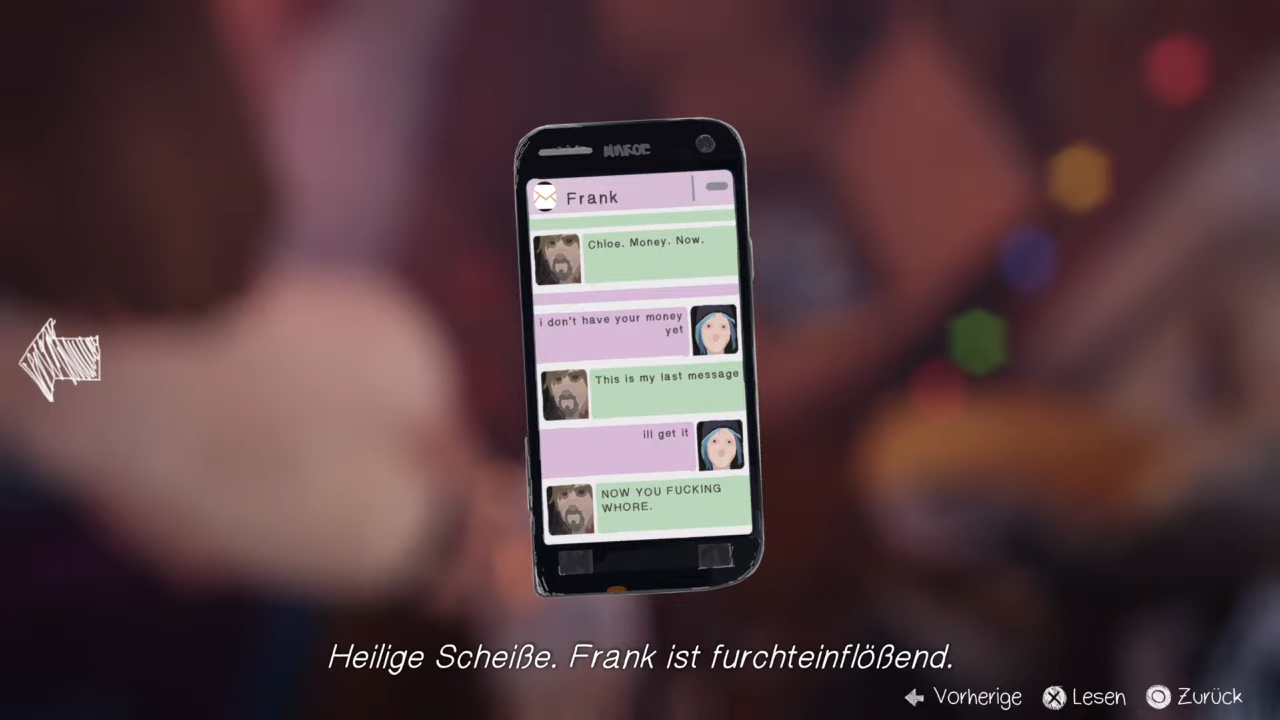 Frank
Chloe. Money. Now.
i don't have your money
yet
This is my last message
ill get it
NOW YOU FUCKING
WHORE.
Heilige Scheiße. Frank ist furchteinflößend.
Vorherige Lesen Zurück